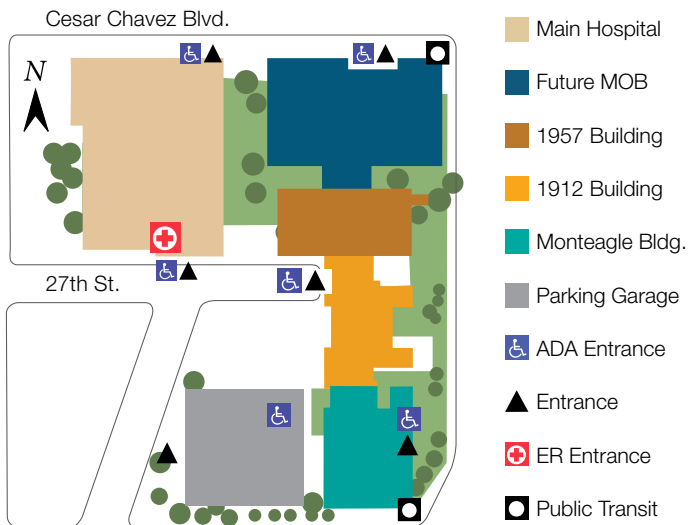 Cesar Chavez Blvd.
N
27th St.
Main Hospital
Future MOB
1957 Building
1912 Building
Monteagle Bldg.
Parking Garage
ADA Entrance
Entrance
ER Entrance
Public Transit